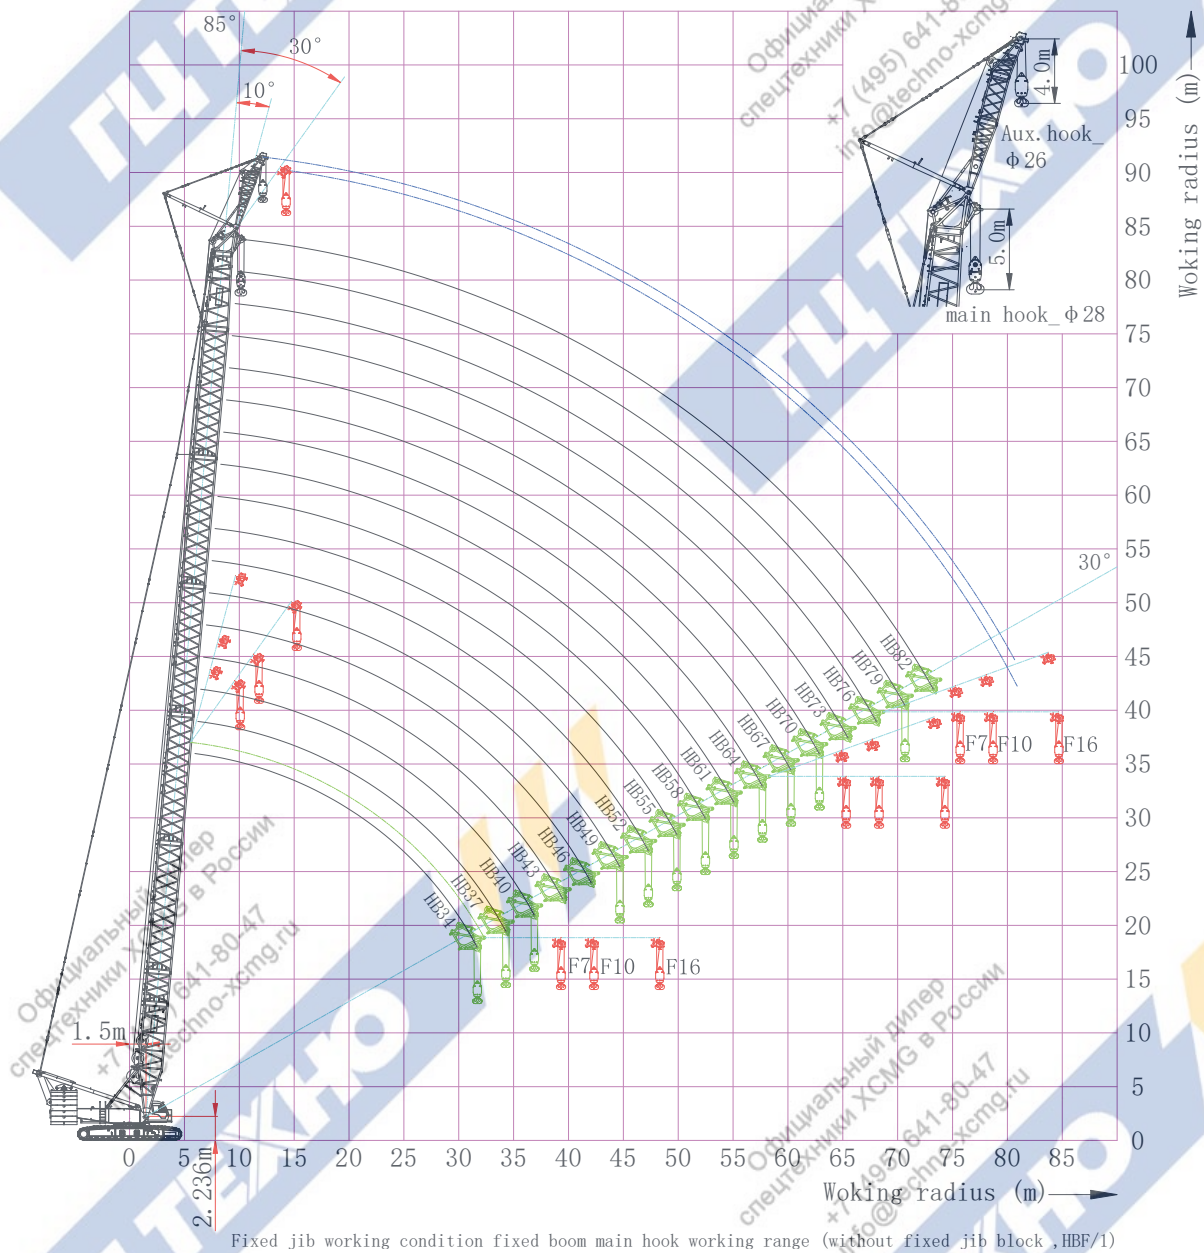 85°
30°
10°
Aux. hook_
ф26
4.0m
5.0m
main hook_ф28
Woking radius (m)
100
95
90
85
80
75
70
65
60
55
50
45
40
35
30
25
20
15
10
5
0
30°
HB82
HB79
HB76
HB73
HB70
HB67
HB64
HB61
HB58
HB55
HB52
HB49
HB46
HB43
HB40
HB37
HB34
F7 F10 F16
F7 F10 F16
1.5m
2.236m
0 5 10 15 20 25 30 35 40 45 50 55 60 65 70 75 80 85
Woking radius (m)
Fixed jib working condition fixed boom main hook working range (without fixed jib block ,HBF/1)
Официальный дилер
спецтехники XCMG в России
+7 (495) 641-80-47
info@techno-xcmg.ru